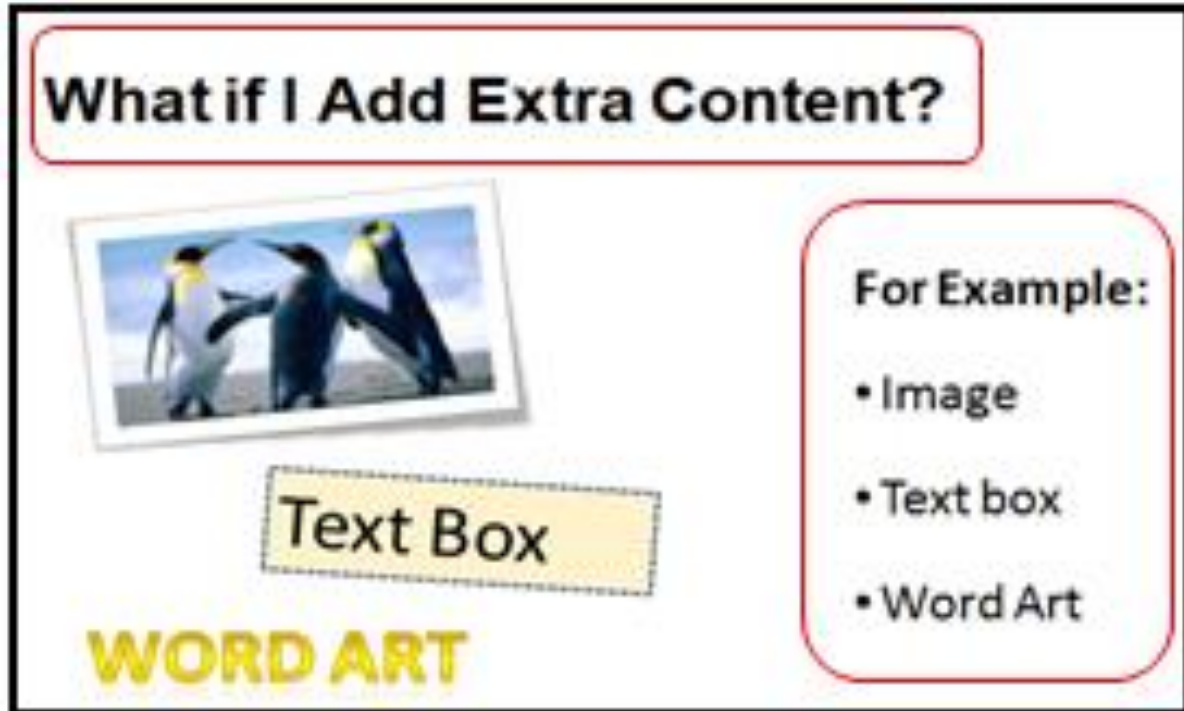 What if I Add Extra Content?
Text Box
WORD ART
For Example:
• Image
• Text box
• Word Art